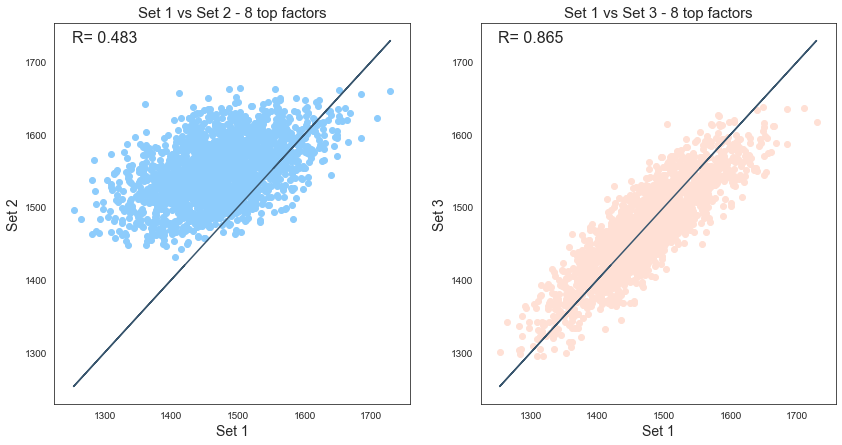 Set 1 vs Set 2 - 8 top factors
R= 0.483
1700
1600
1500
1400
1300
Set 2
1300 1400 1500 1600 1700
Set 1
Set 1 vs Set 3 - 8 top factors
R= 0.865
1700
1600
1500
1400
1300
Set 3
1300 1400 1500 1600 1700
Set 1